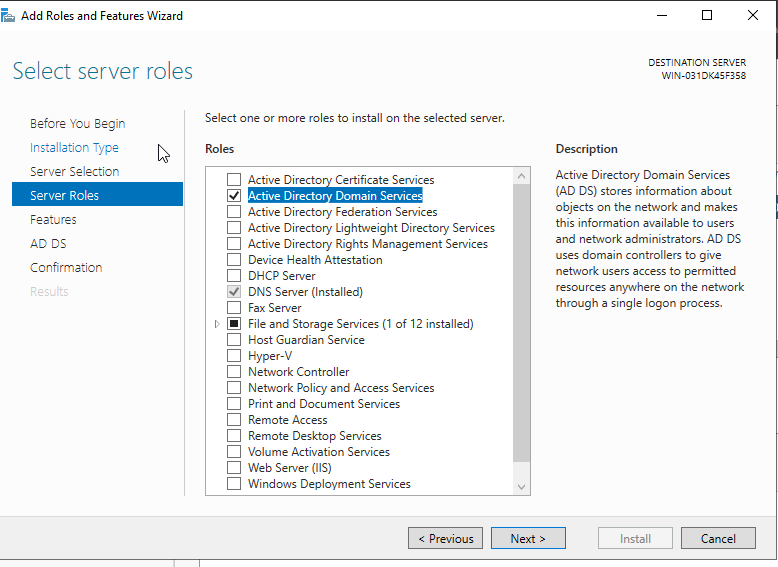 Add Roles and Features Wizard
Select server roles
DESTINATION SERVER
WIN-031DK45F358
Before You Begin
Installation Type
Server Selection
Server Roles
Features
AD DS
Confirmation
Results
Select one or more roles to install on the selected server.
Roles
Active Directory Certificate Services
Active Directory Domain Services
Active Directory Federation Services
Active Directory Lightweight Directory Services
Active Directory Rights Management Services
Device Health Attestation
DHCP Server
DNS Server (Installed)
Fax Server
File and Storage Services (1 of 12 installed)
Host Guardian Service
Hyper-V
Network Controller
Network Policy and Access Services
Print and Document Services
Remote Access
Remote Desktop Services
Volume Activation Services
Web Server (IIS)
Windows Deployment Services
Description
Active Directory Domain Services
(AD DS) stores information about
objects on the network and makes
this information available to users
and network administrators. AD DS
uses domain controllers to give
network users access to permitted
resources anywhere on the network
through a single logon process.
< Previous
Next >
Install
Cancel